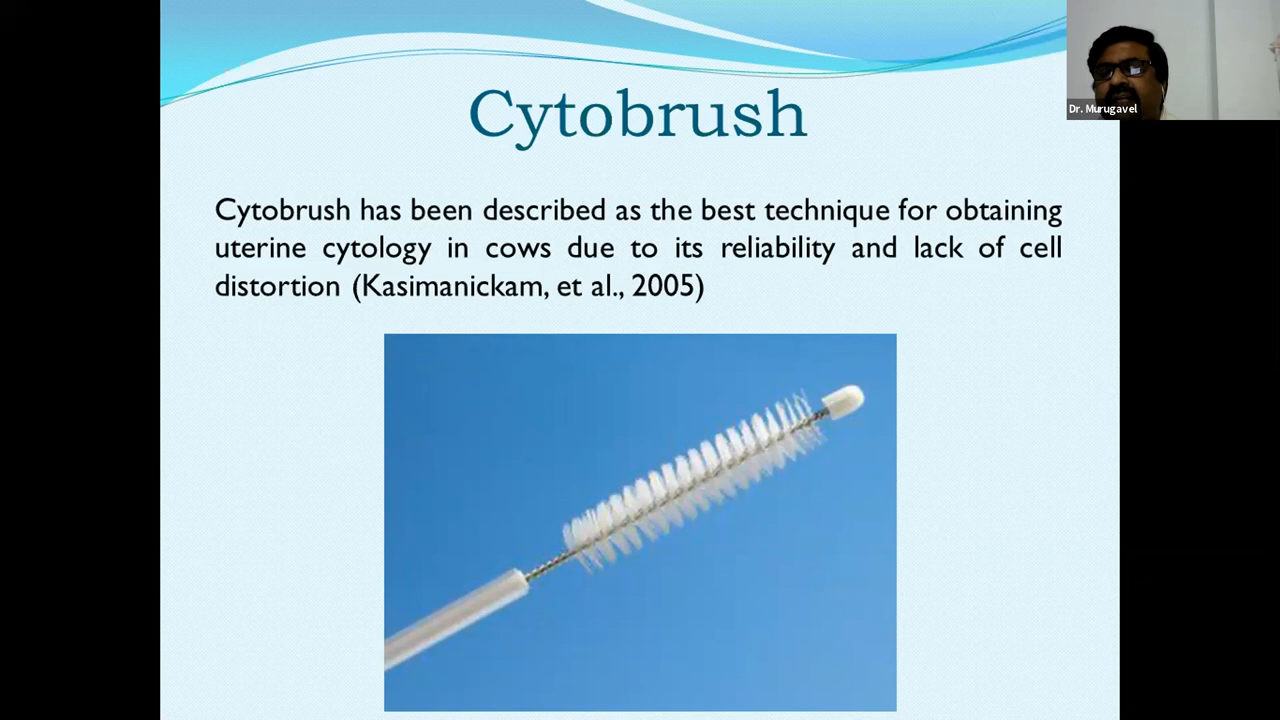 Dr. Murugavel
Cytobrush
Cytobrush has been described as the best technique for obtaining
uterine cytology in cows due to its reliability and lack of cell
distortion (Kasimanickam, et al., 2005)